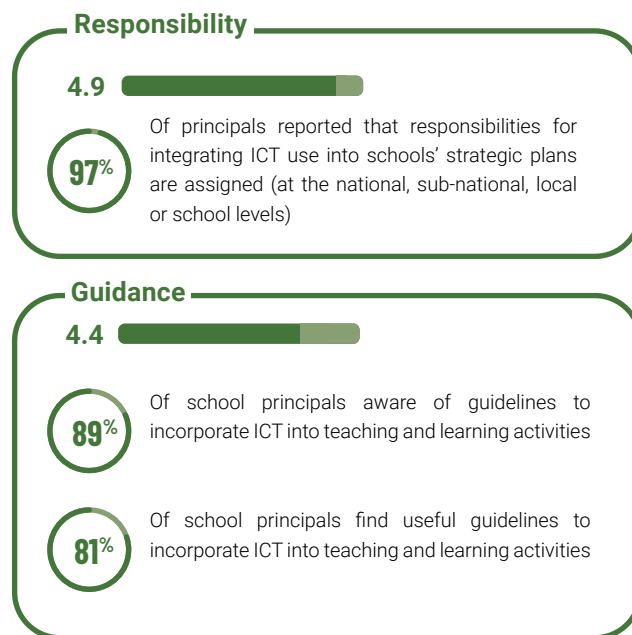 Responsibility
4.9
97%
Of principals reported that responsibilities for
integrating ICT use into schools’ strategic plans
are assigned (at the national, sub-national, local
or school levels)
Guidance
4.4
89%
Of school principals aware of guidelines to
incorporate ICT into teaching and learning activities
81%
Of school principals find useful guidelines to
incorporate ICT into teaching and learning activities